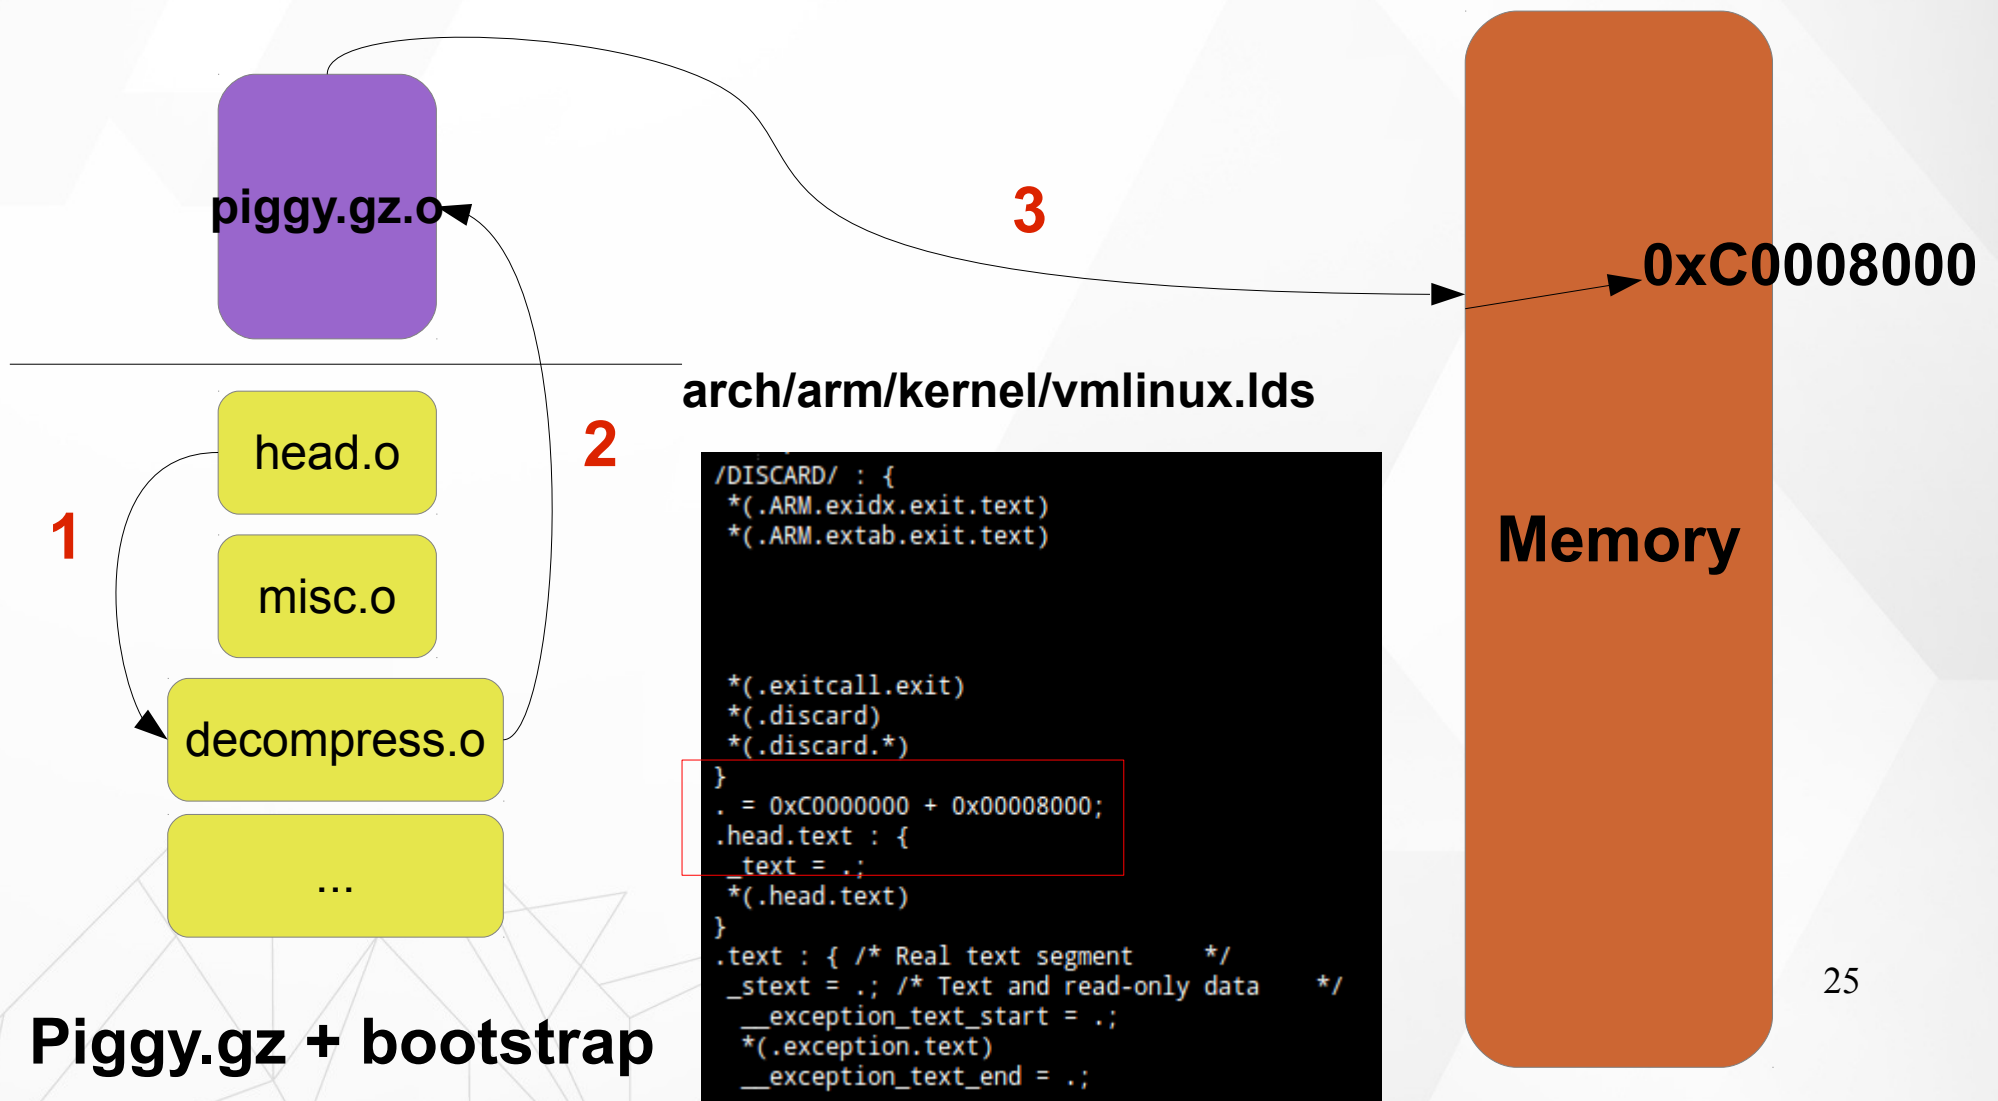 piggy.gz.o
3
0xC0008000
arch/arm/kernel/vmlinux.lds
head.o
2
1
misc.o
decompress.o
...
Piggy.gz + bootstrap
/DISCARD/ : {
*(.ARM.exidx.exit.text)
*(.ARM.extab.exit.text)
*(.exitcall.exit)
*(.discard)
*(.discard.*)
}
. = 0xC0000000 + 0x00008000;
.head.text : {
_text = .;
*(.head.text)
}
.text : { /* Real text segment */
_stext = .; /* Text and read-only data */
__exception_text_start = .;
*(.exception.text)
__exception_text_end = .;
Memory
25